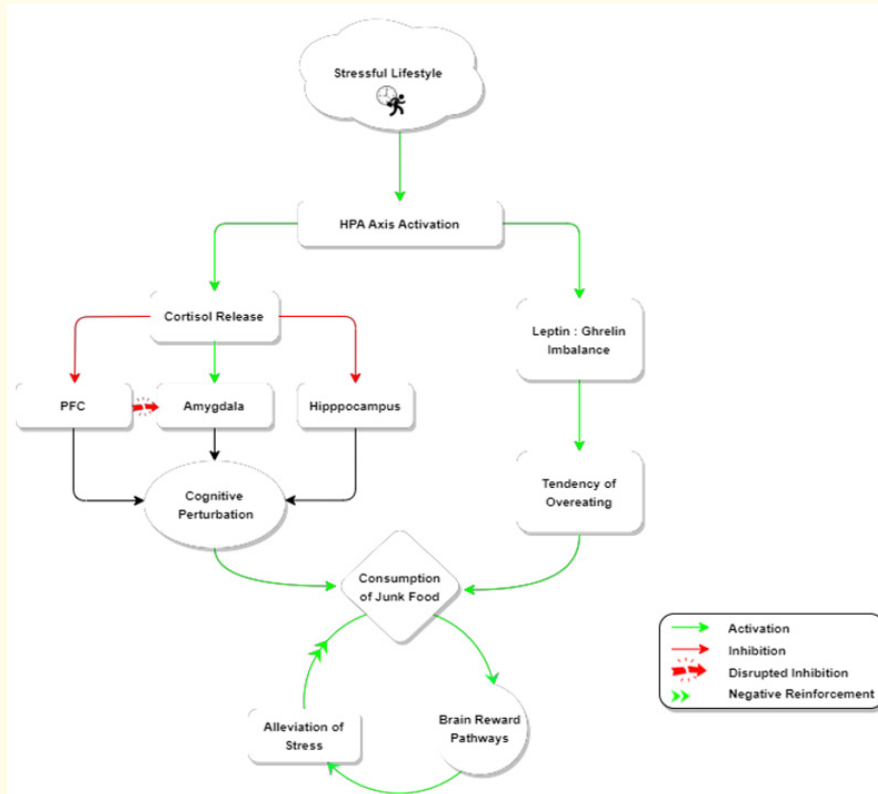 Stressful Lifestyle
HPA Axis Activation
Cortisol Release
Leptin : Ghrelin
Imbalance
PFC
Amygdala
Hipppocampus
Cognitive
Perturbation
Tendency of
Overeating
Consumption
of Junk Food
Alleviation of
Stress
Brain Reward
Pathways
Activation
Inhibition
Disrupted Inhibition
Negative Reinforcement